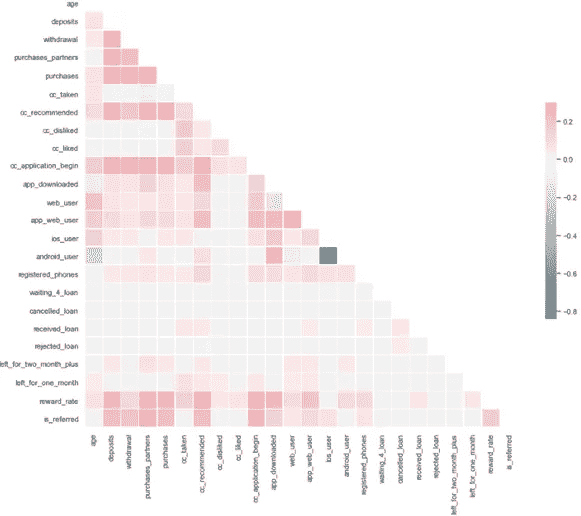 age
deposits
withdrawal
purchases_partners
purchases
cc_taken
cc_recommended
cc_disliked
cc_liked
cc_application_begin
app_downloaded
web_user
app_web_user
ios_user
android_user
registered_phones
waiting_4_loan
cancelled_loan
received_loan
rejected_loan
left_for_two_month_plus
left_for_one_month
reward_rate
is_referred
0.2
0.0
−0.2
−0.4
−0.6
−0.8
age
deposits
withdrawal
purchases_partners
purchases
cc_taken
cc_recommended
cc_disliked
cc_liked
cc_application_begin
app_downloaded
web_user
app_web_user
ios_user
android_user
registered_phones
waiting_4_loan
cancelled_loan
received_loan
rejected_loan
left_for_two_month_plus
left_for_one_month
reward_rate
is_referred